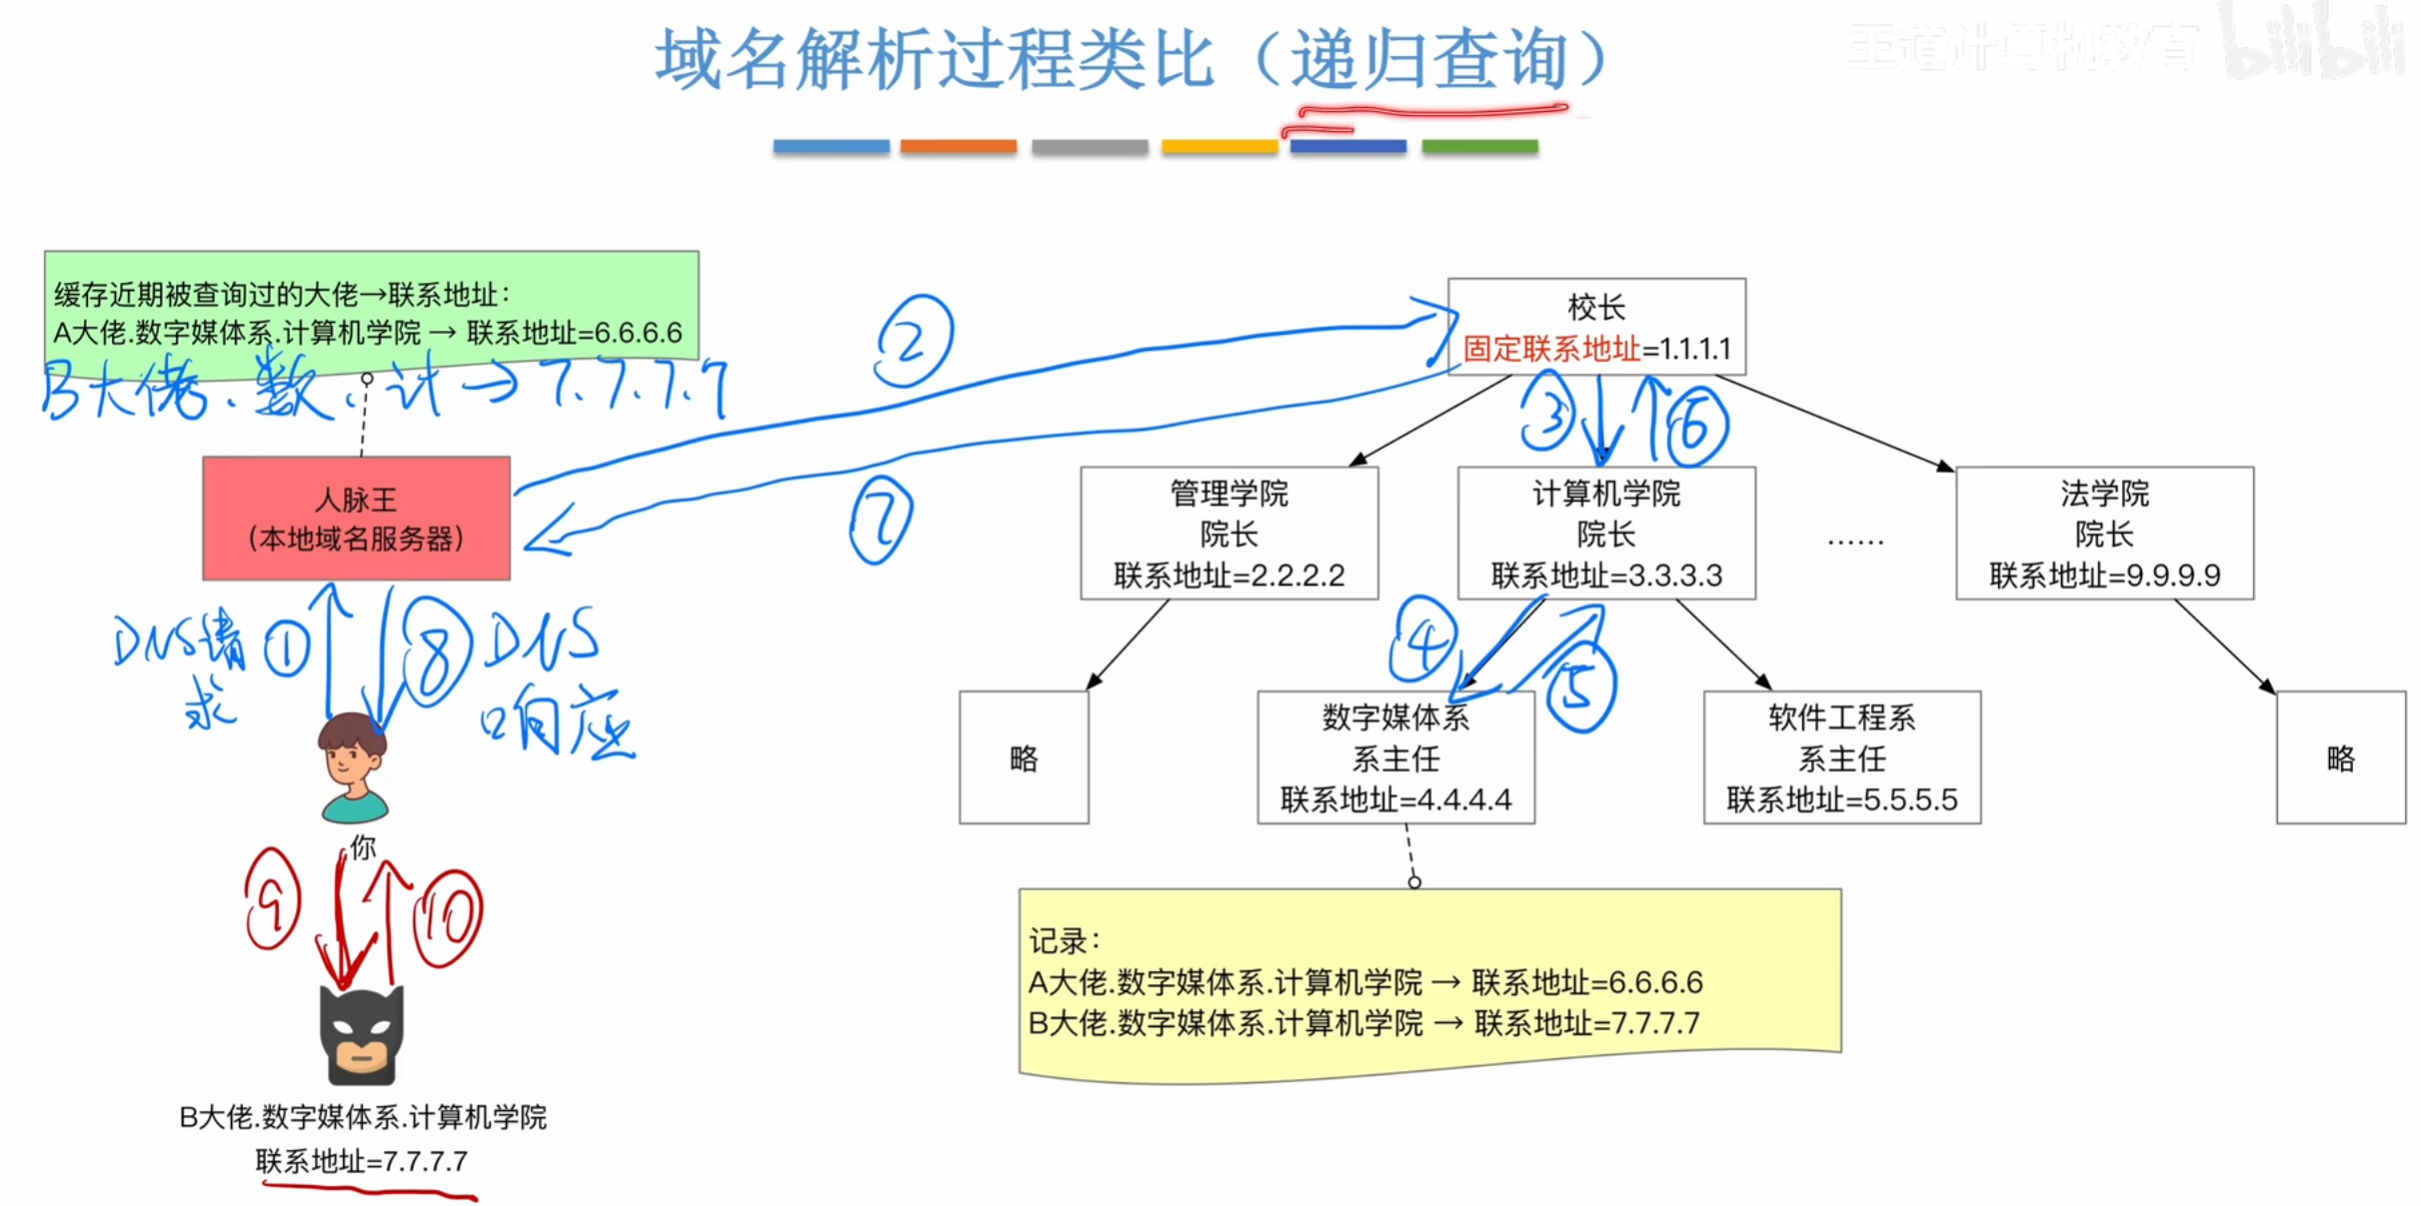 域名解析过程类比（递归查询）
王道计算机教育 bilibili
缓存近期被查询过的大佬→联系地址：
A大佬.数字媒体系.计算机学院 → 联系地址=6.6.6.6
B大佬.数.计→7.7.7.7
②
校长
固定联系地址=1.1.1.1
③
⑥
人脉王
（本地域名服务器）
⑦
管理学院
院长
联系地址=2.2.2.2
计算机学院
院长
联系地址=3.3.3.3
……
法学院
院长
联系地址=9.9.9.9
DNS请求
①
⑧
DNS
响应
④
⑤
略
数字媒体系
系主任
联系地址=4.4.4.4
软件工程系
系主任
联系地址=5.5.5.5
略
你
⑨
⑩
记录：
A大佬.数字媒体系.计算机学院 → 联系地址=6.6.6.6
B大佬.数字媒体系.计算机学院 → 联系地址=7.7.7.7
B大佬.数字媒体系.计算机学院
联系地址=7.7.7.7